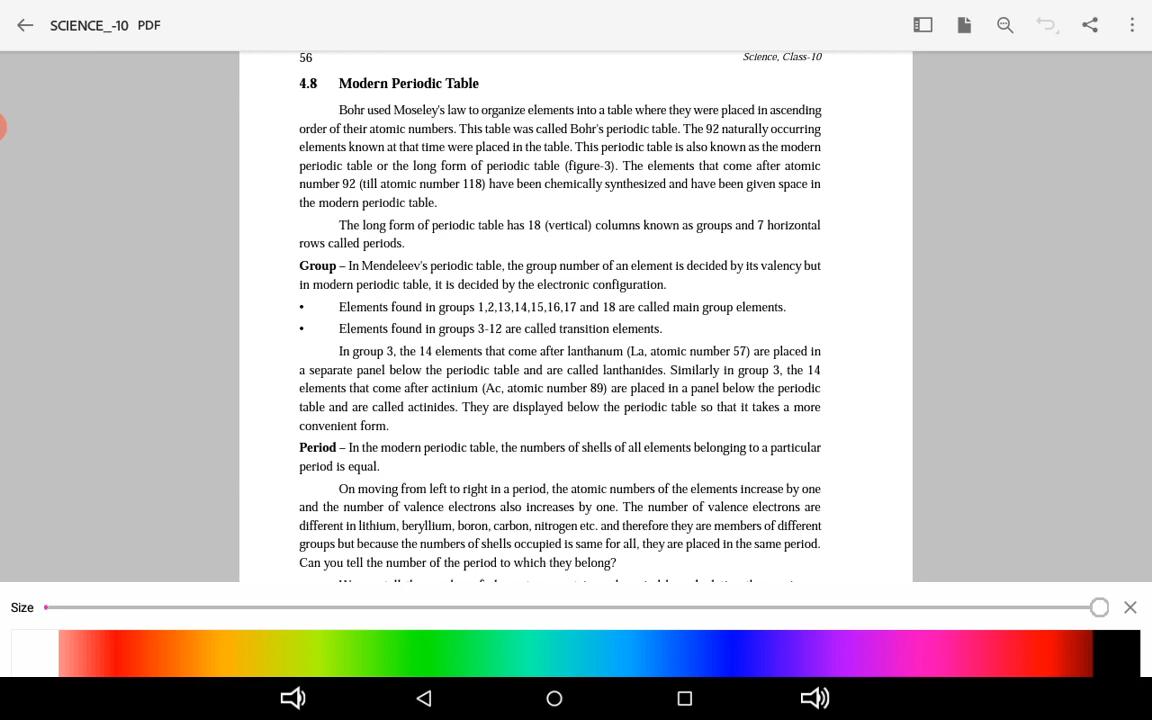 SCIENCE_-10 PDF
56 Science, Class-10
4.8 Modern Periodic Table
Bohr used Moseley's law to organize elements into a table where they were placed in ascending
order of their atomic numbers. This table was called Bohr's periodic table. The 92 naturally occurring
elements known at that time were placed in the table. This periodic table is also known as the modern
periodic table or the long form of periodic table (figure-3). The elements that come after atomic
number 92 (till atomic number 118) have been chemically synthesized and have been given space in
the modern periodic table.
The long form of periodic table has 18 (vertical) columns known as groups and 7 horizontal
rows called periods.
Group – In Mendeleev's periodic table, the group number of an element is decided by its valency but
in modern periodic table, it is decided by the electronic configuration.
• Elements found in groups 1,2,13,14,15,16,17 and 18 are called main group elements.
• Elements found in groups 3-12 are called transition elements.
In group 3, the 14 elements that come after lanthanum (La, atomic number 57) are placed in
a separate panel below the periodic table and are called lanthanides. Similarly in group 3, the 14
elements that come after actinium (Ac, atomic number 89) are placed in a panel below the periodic
table and are called actinides. They are displayed below the periodic table so that it takes a more
convenient form.
Period – In the modern periodic table, the numbers of shells of all elements belonging to a particular
period is equal.
On moving from left to right in a period, the atomic numbers of the elements increase by one
and the number of valence electrons also increases by one. The number of valence electrons are
different in lithium, beryllium, boron, carbon, nitrogen etc. and therefore they are members of different
groups but because the numbers of shells occupied is same for all, they are placed in the same period.
Can you tell the number of the period to which they belong?
Size